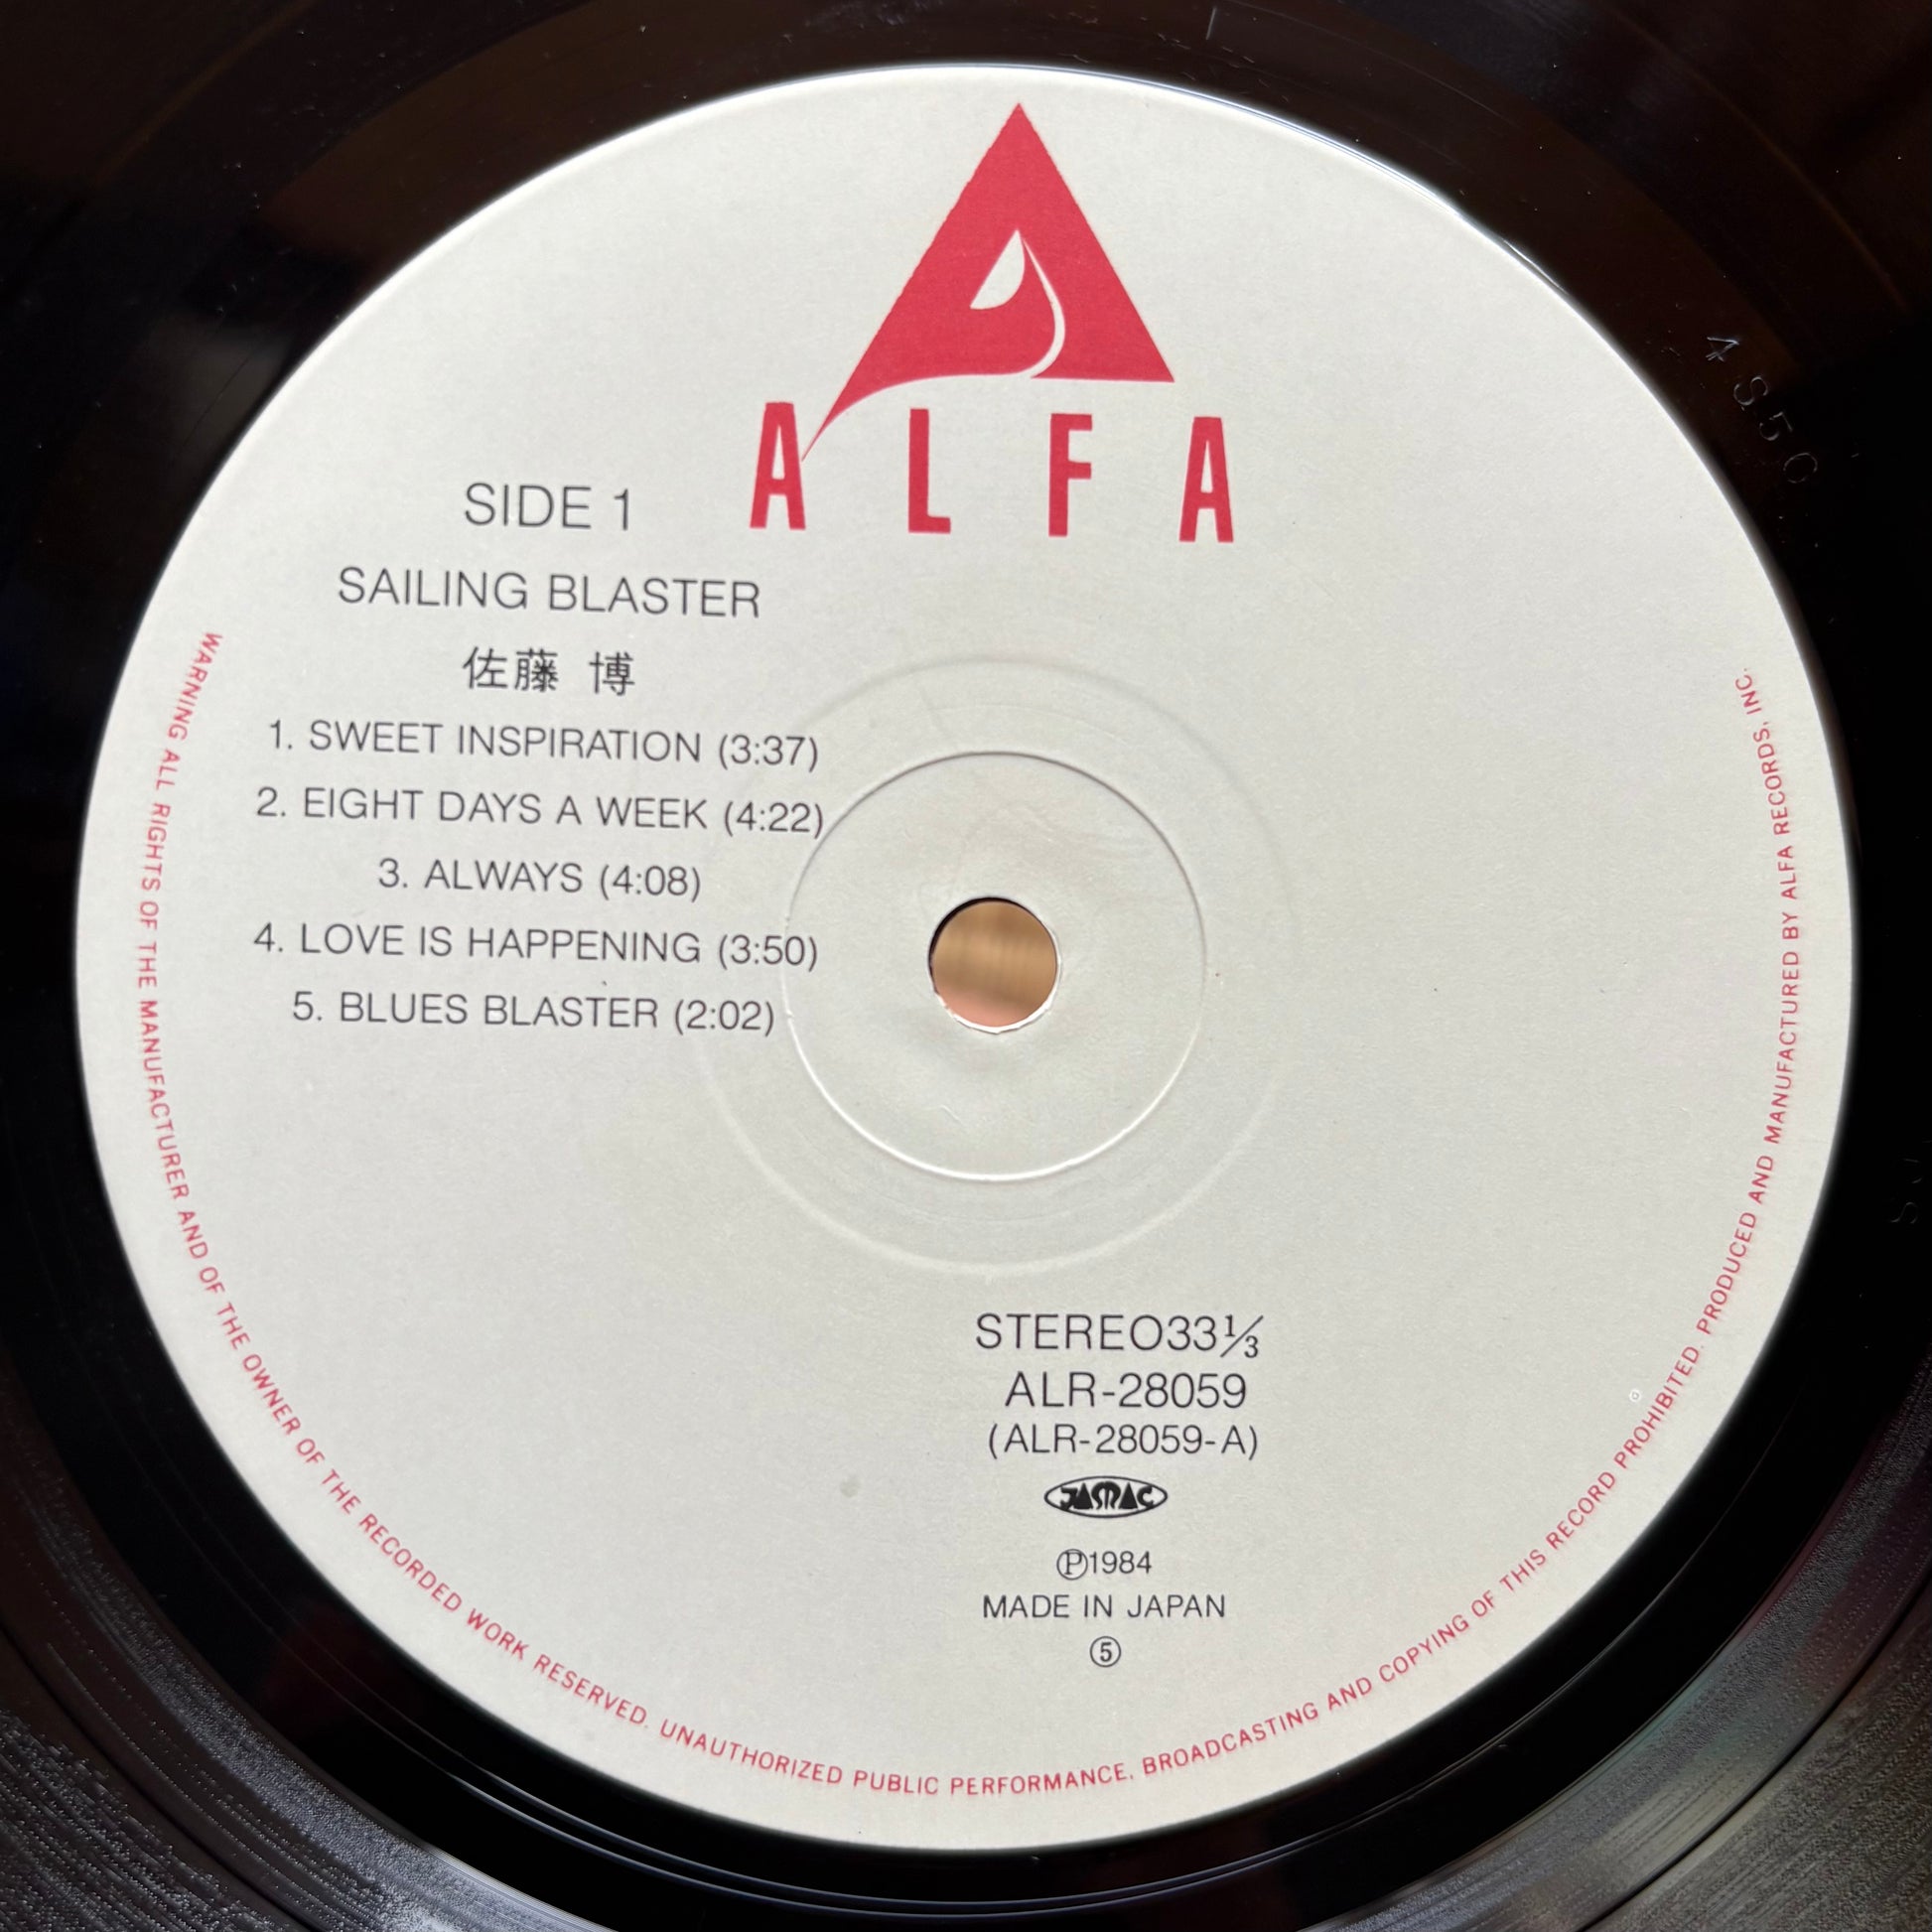 ALFA
SIDE 1
SAILING BLASTER
佐藤 博
1. SWEET INSPIRATION (3:37)
2. EIGHT DAYS A WEEK (4:22)
3. ALWAYS (4:08)
4. LOVE IS HAPPENING (3:50)
5. BLUES BLASTER (2:02)
STEREO33⅓
ALR-28059
(ALR-28059-A)
JASRAC
Ⓟ1984
MADE IN JAPAN
⑤
WARNING ALL RIGHTS OF THE MANUFACTURER AND OF THE OWNER OF THE RECORDED WORK RESERVED. UNAUTHORIZED PUBLIC PERFORMANCE. BROADCASTING AND COPYING OF THIS RECORD PROHIBITED. PRODUCED AND MANUFACTURED BY ALFA RECORDS, INC.
4S50